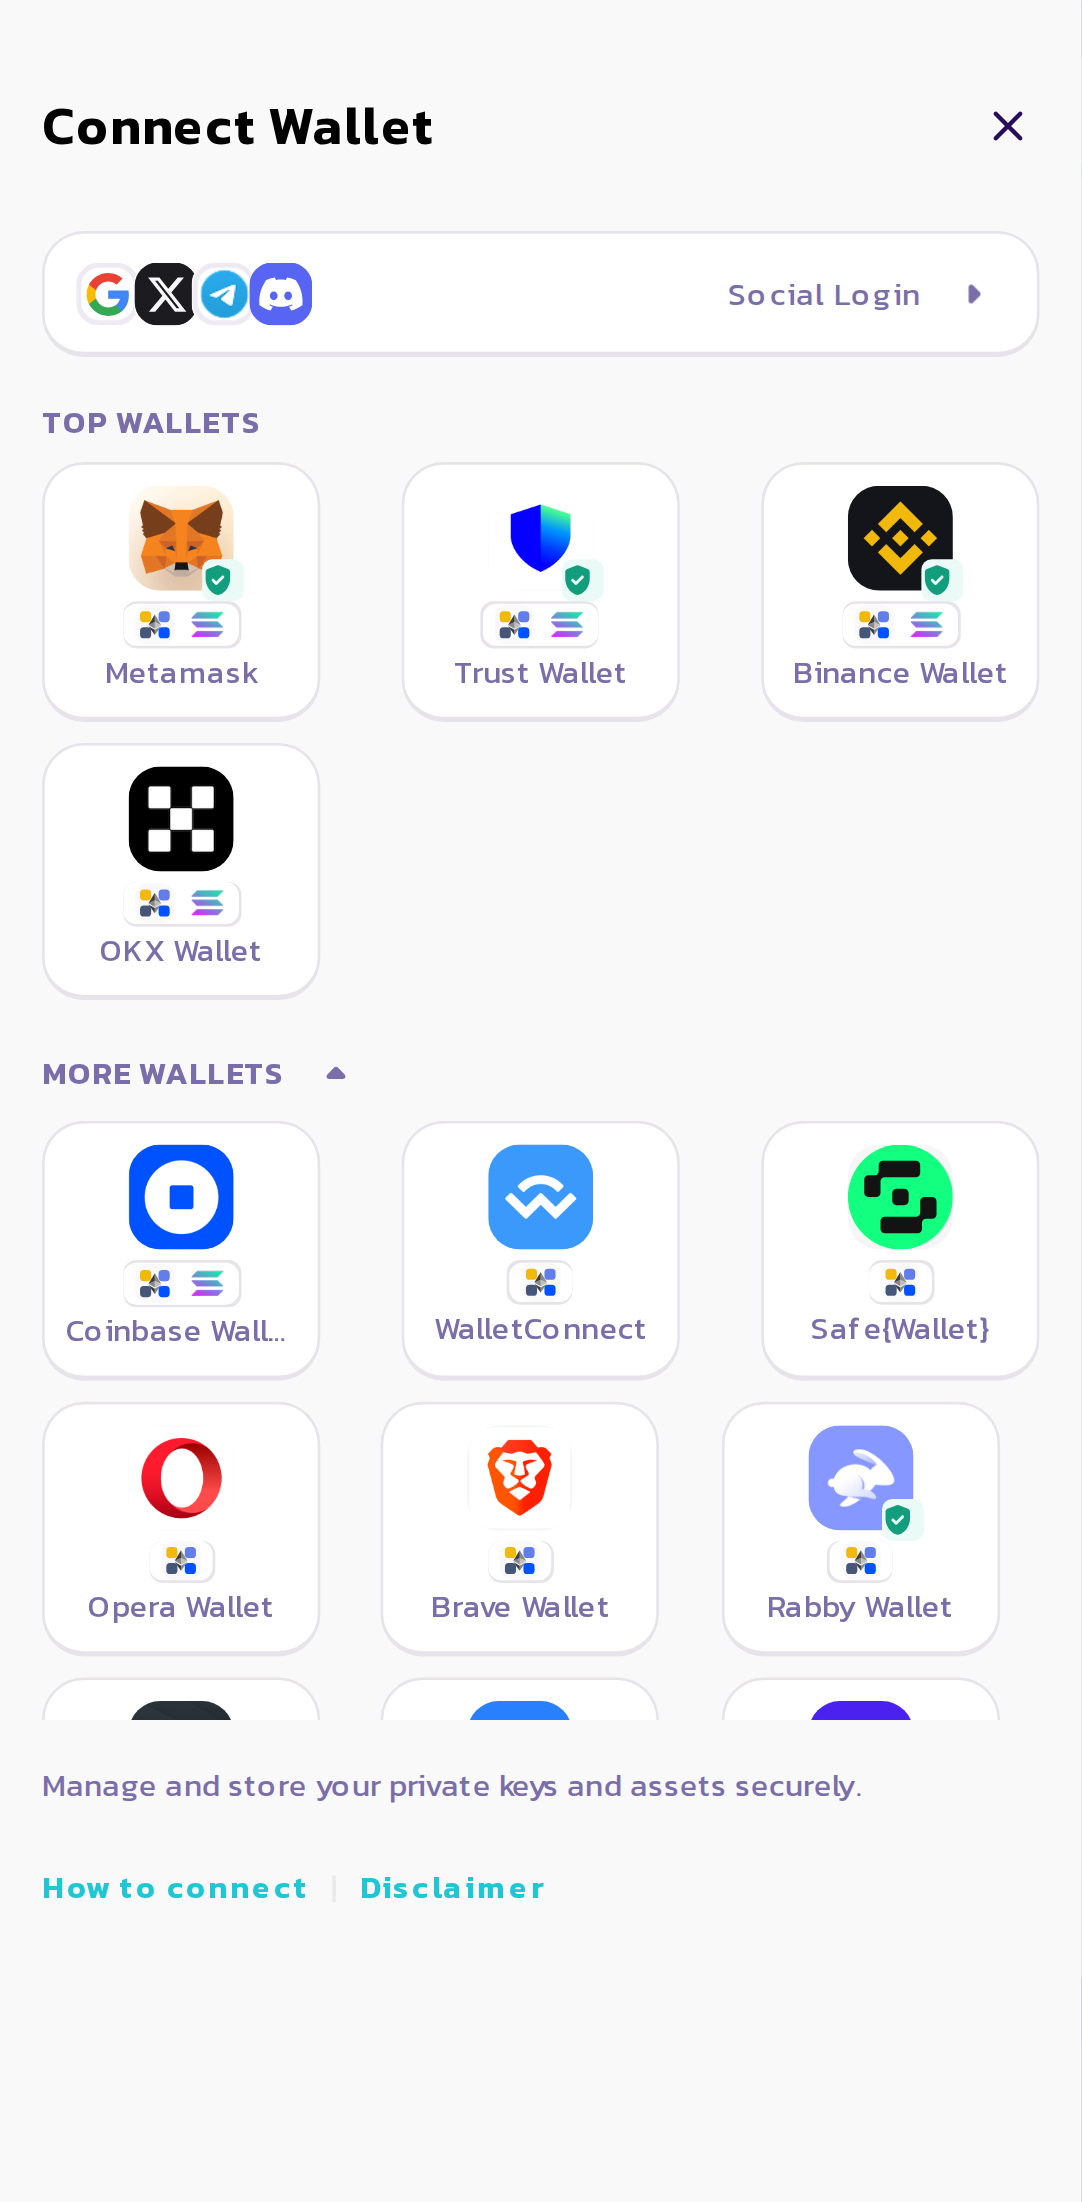 Connect Wallet
Social Login
TOP WALLETS
Metamask
Trust Wallet
Binance Wallet
OKX Wallet
MORE WALLETS
Coinbase Wall...
WalletConnect
Safe{Wallet}
Opera Wallet
Brave Wallet
Rabby Wallet
Manage and store your private keys and assets securely.
How to connect | Disclaimer